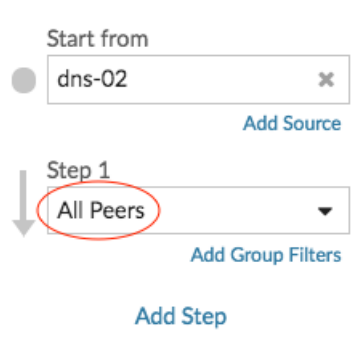 Start from
dns-02
Add Source
Step 1
All Peers
Add Group Filters
Add Step